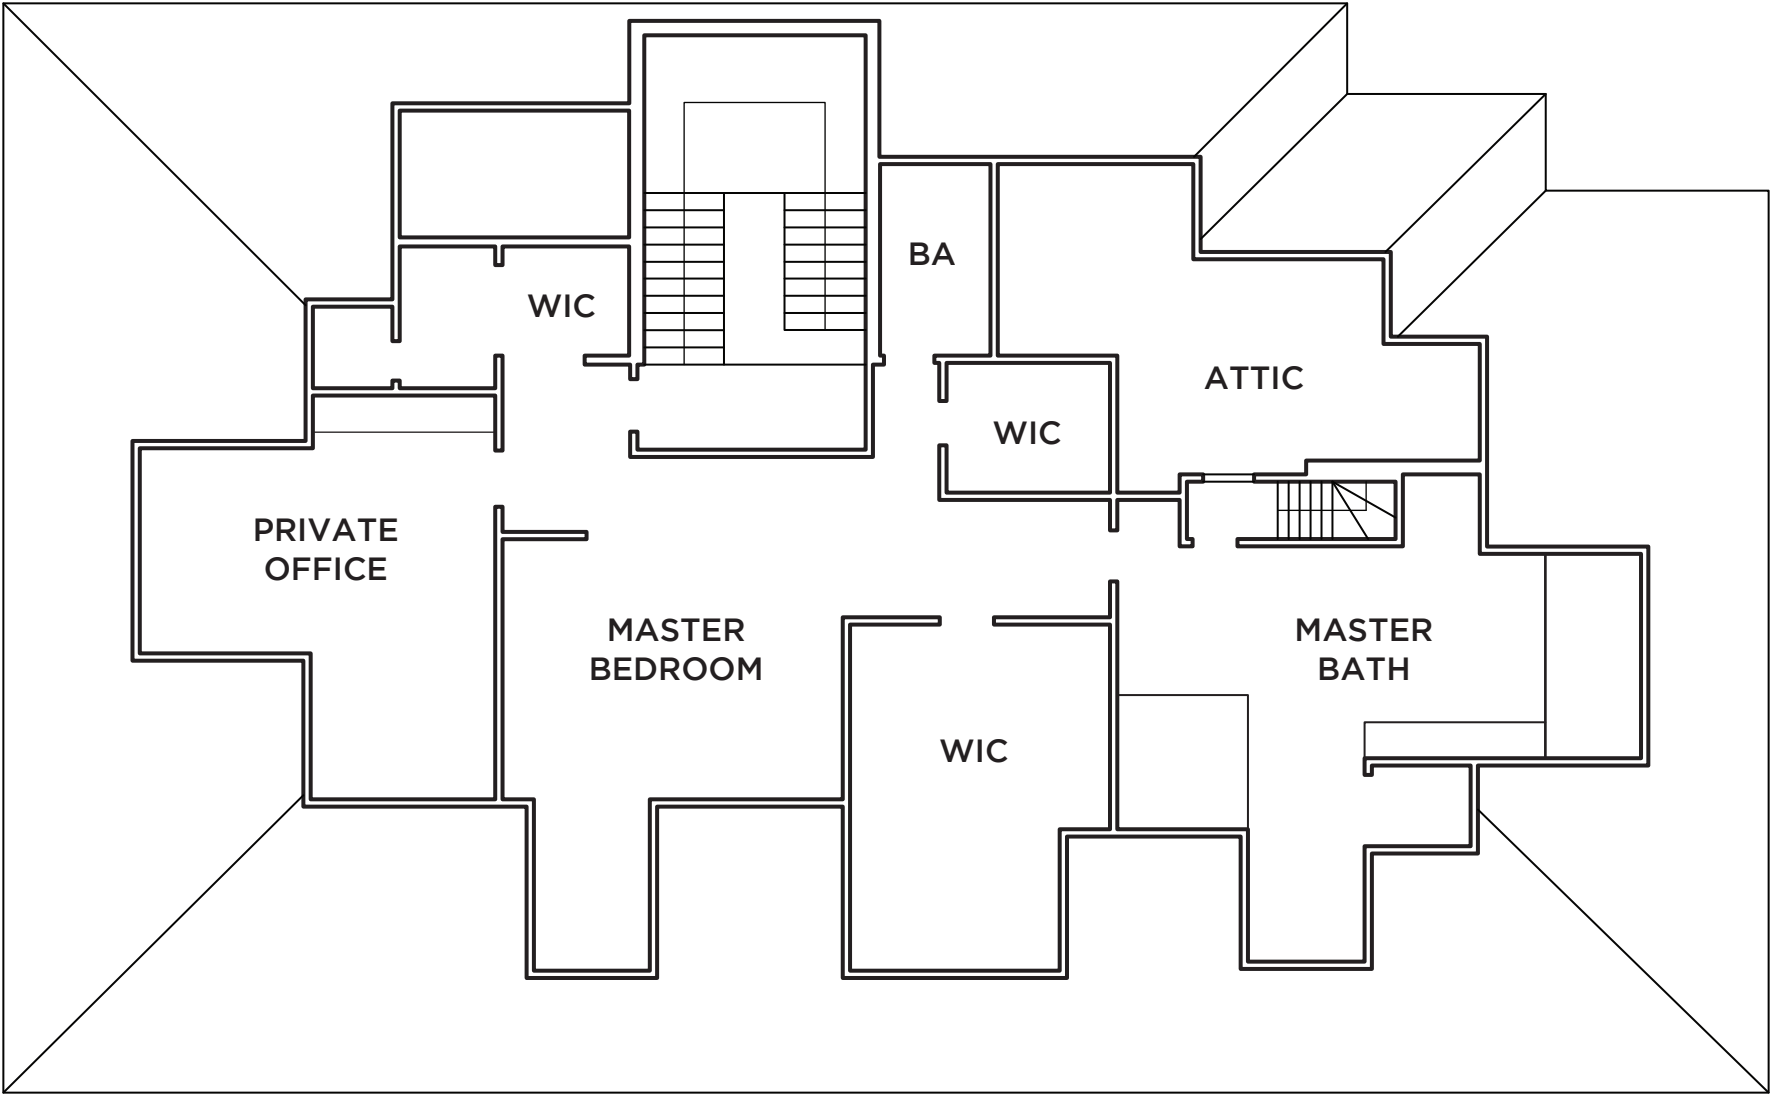 BA
WIC
ATTIC
WIC
PRIVATE
OFFICE
MASTER
BEDROOM
MASTER
BATH
WIC